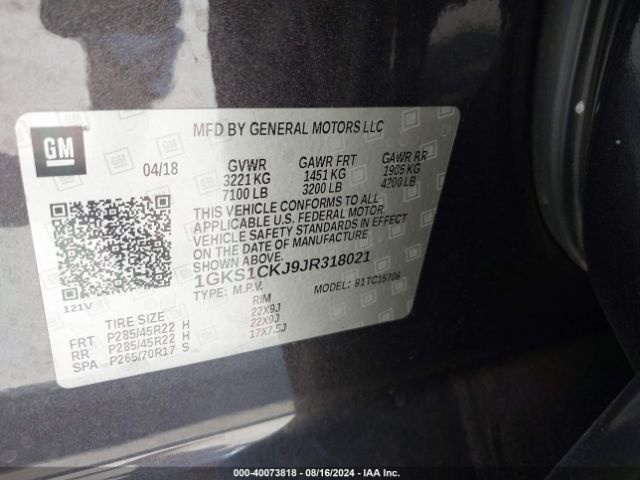 GM
MFD BY GENERAL MOTORS LLC
04/18
GVWR GAWR FRT GAWR RR
3221 KG 1451 KG 1905 KG
7100 LB 3200 LB 4200 LB
THIS VEHICLE CONFORMS TO ALL
APPLICABLE U.S. FEDERAL MOTOR
VEHICLE SAFETY STANDARDS IN EFFECT
ON THE DATE OF MANUFACTURE
SHOWN ABOVE.
1GKS1CKJ9JR318021
TYPE: M.P.V. MODEL: 91TC15706
121V
TIRE SIZE RIM
FRT P285/45R22 H 22X9J
RR P285/45R22 H 22X9J
SPA P265/70R17 S 17X7.5J
000-40073818 - 08/16/2024 - IAA Inc.